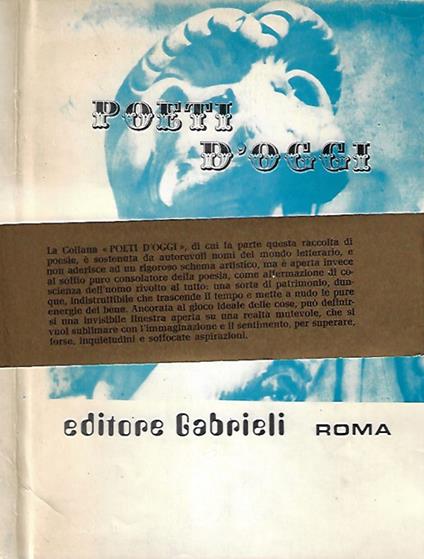 POETI
D'OGGI
La Collana «POETI D'OGGI», di cui fa parte questa raccolta di
poesie, è sostenuta da autorevoli nomi del mondo letterario, e
non aderisce ad un rigoroso schema artistico, ma è aperta invece
al soffio puro consolatore della poesia, come affermazione di co-
scienza dell'uomo rivolto al tutto: una sorta di patrimonio, dun-
que, indistruttibile che trascende il tempo e mette a nudo le pure
energie del bene. Ancorata al gioco ideale delle cose, può definir-
si una invisibile finestra aperta su una realtà mutevole, che si
vuol sublimare con l'immaginazione e il sentimento, per superare,
forse, inquietudini e soffocate aspirazioni.
editore Gabrieli ROMA